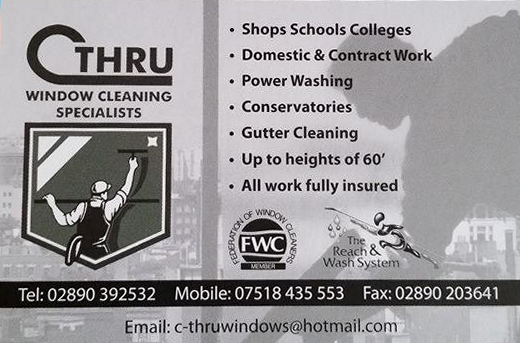 C THRU
WINDOW CLEANING
SPECIALISTS
• Shops Schools Colleges
• Domestic & Contract Work
• Power Washing
• Conservatories
• Gutter Cleaning
• Up to heights of 60'
• All work fully insured
FEDERATION OF WINDOW CLEANERS
FWC
MEMBER
The
Reach &
Wash System
Tel: 02890 392532 Mobile: 07518 435 553 Fax: 02890 203641
Email: c-thruwindows@hotmail.com